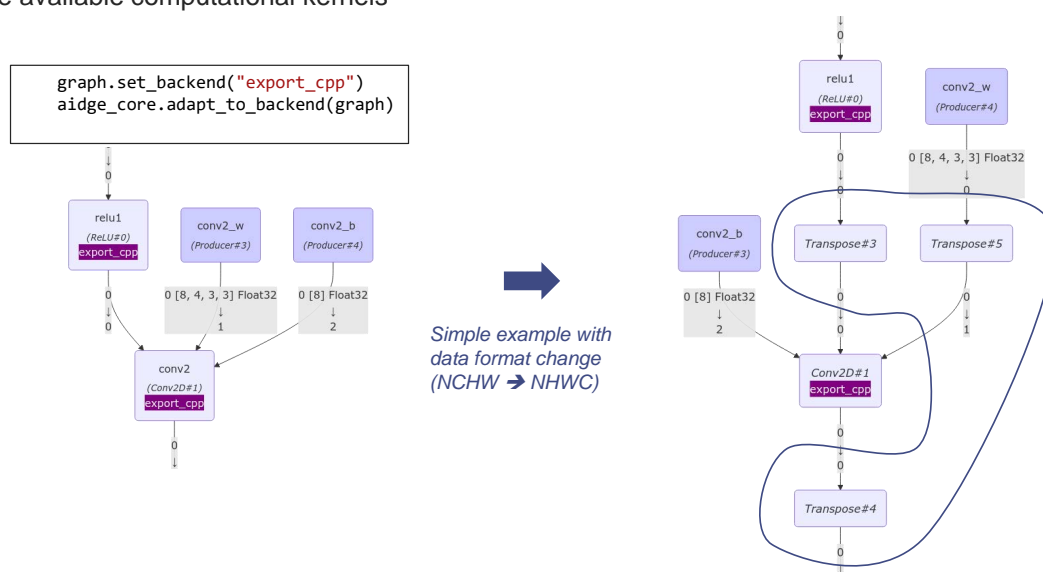 e available computational kernels
graph.set_backend("export_cpp")
aidge_core.adapt_to_backend(graph)
↓
0
relu1
(ReLU#0)
export_cpp
conv2_w
(Producer#3)
conv2_b
(Producer#4)
0
↓
0
0 [8, 4, 3, 3] Float32
↓
1
0 [8] Float32
↓
2
conv2
(Conv2D#1)
export_cpp
0
↓
Simple example with
data format change
(NCHW ➔ NHWC)
↓
0
relu1
(ReLU#0)
export_cpp
conv2_w
(Producer#4)
0
↓
0
0 [8, 4, 3, 3] Float32
↓
0
conv2_b
(Producer#3)
Transpose#3
Transpose#5
0 [8] Float32
↓
2
0
↓
0
0
↓
1
Conv2D#1
export_cpp
0
↓
0
Transpose#4
0